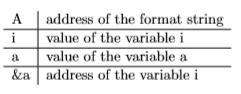 A address of the format string
i value of the variable i
a value of the variable a
&a address of the variable i